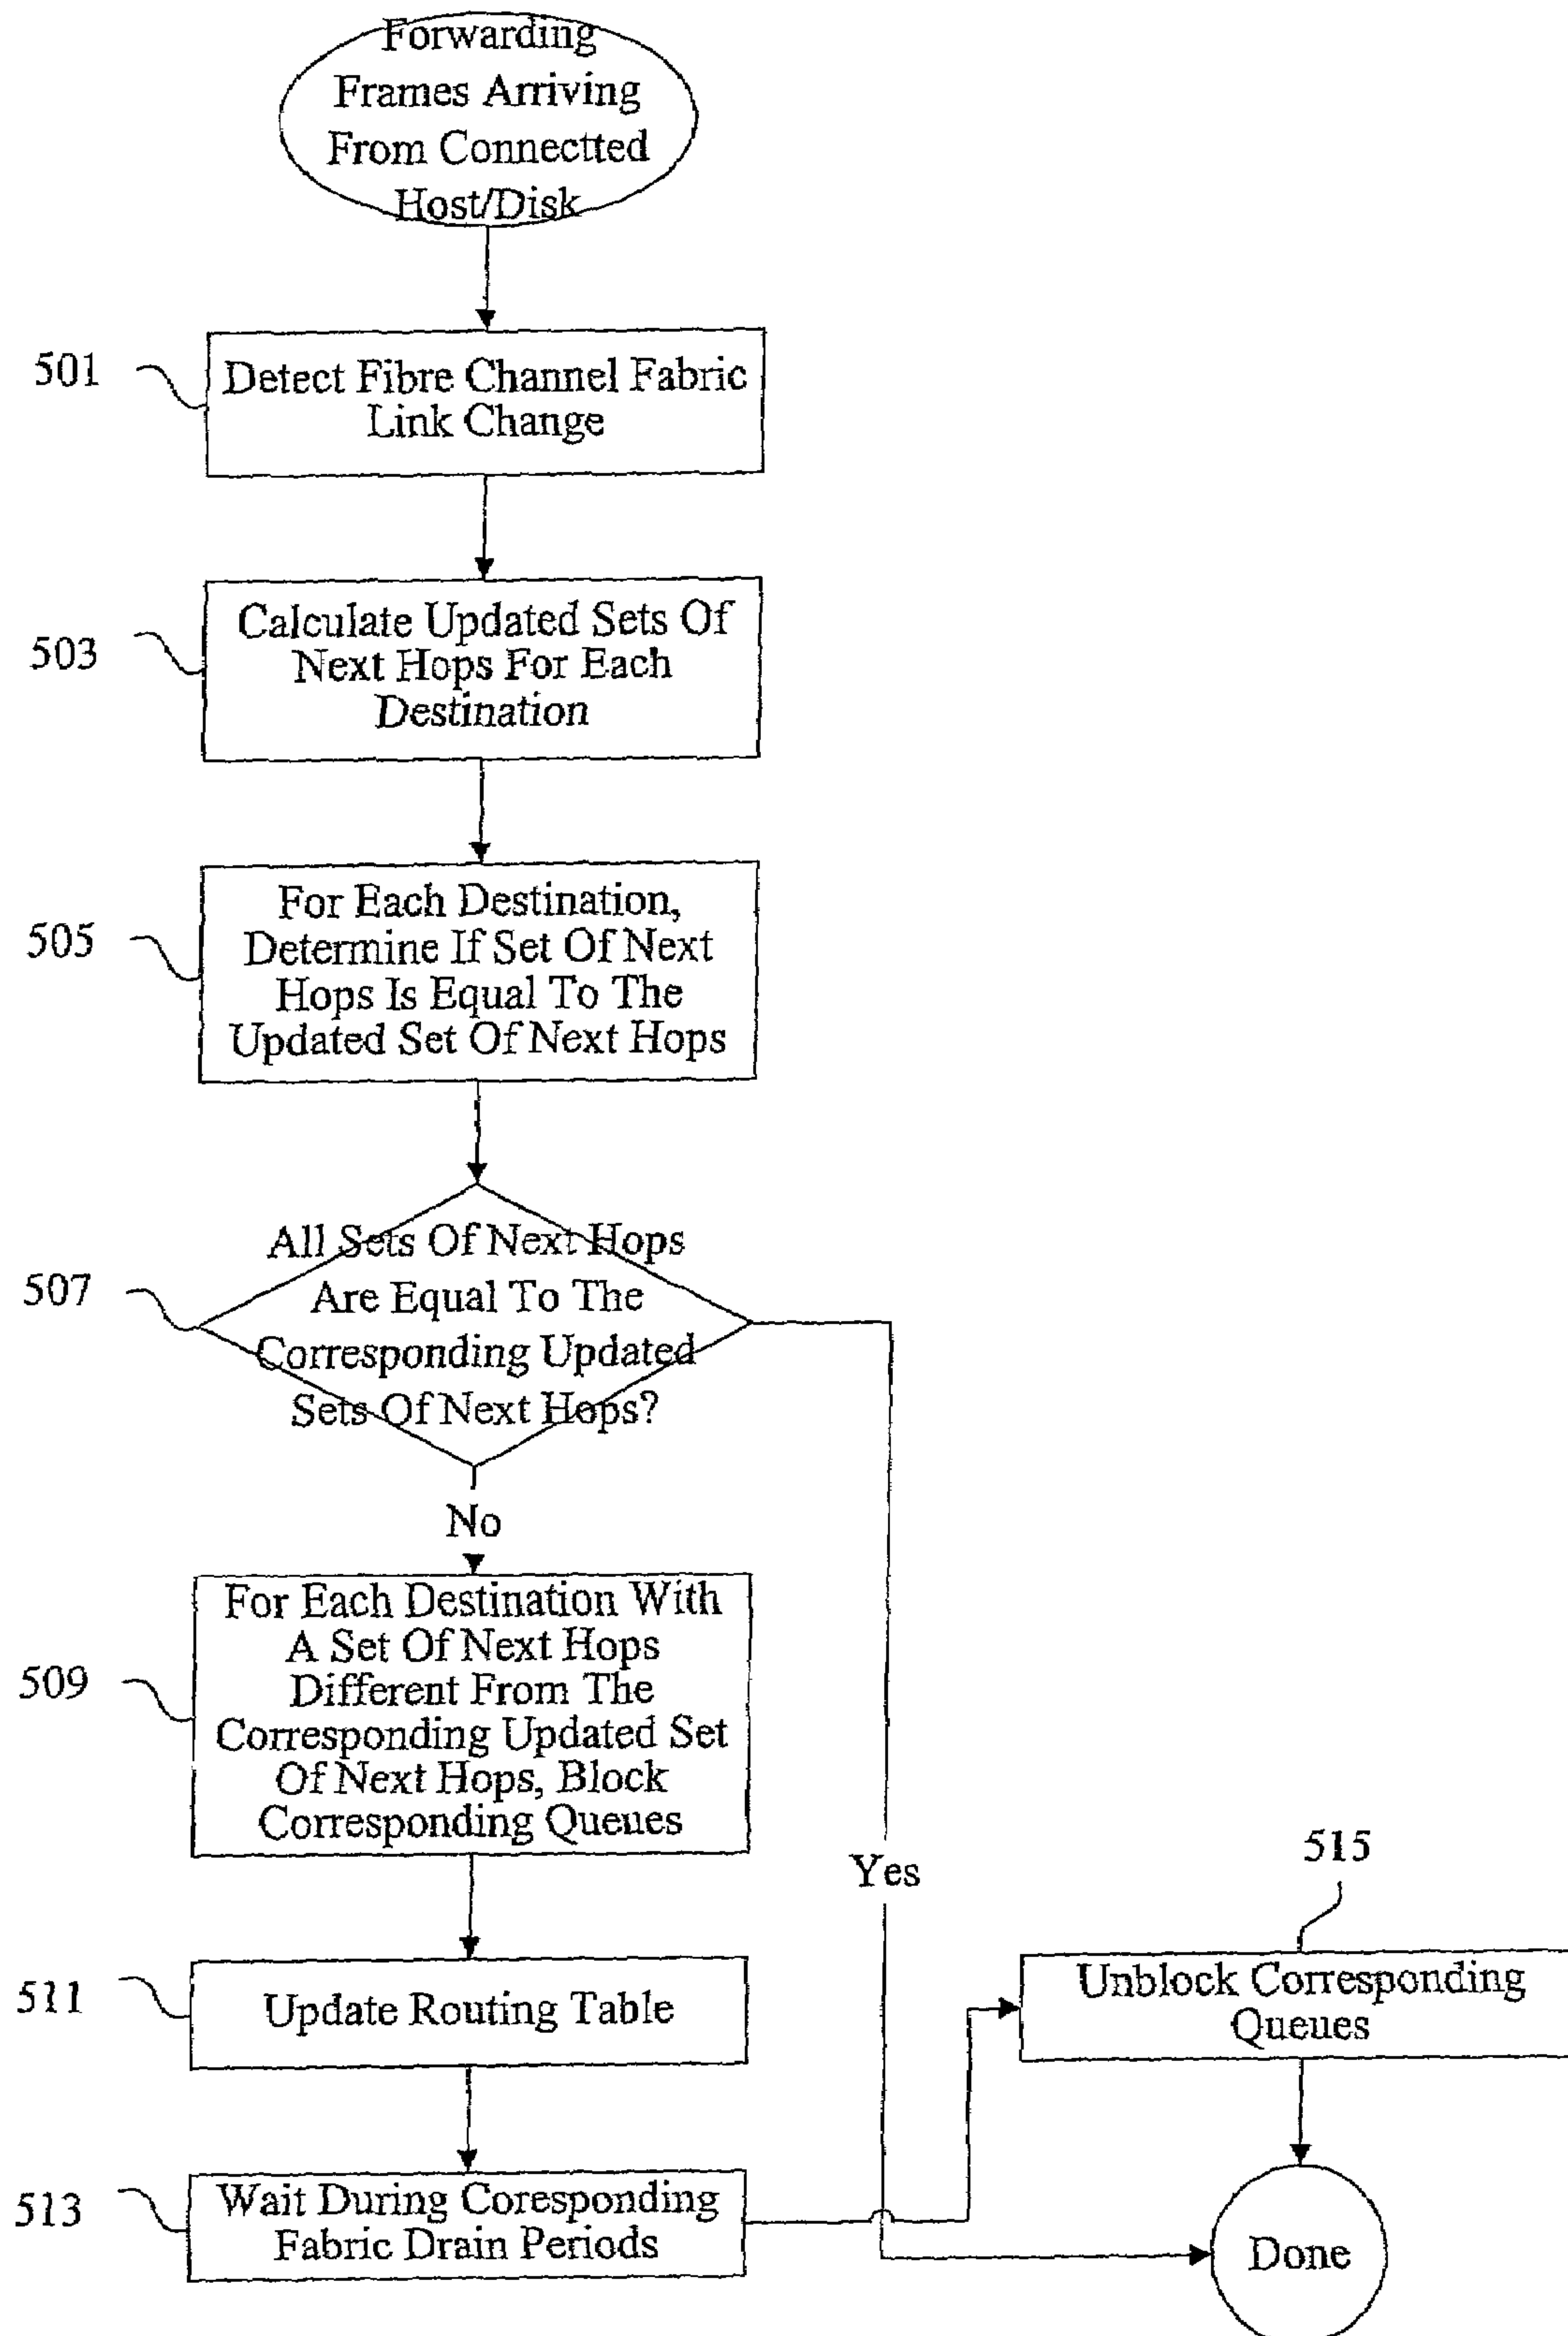 Forwarding
Frames Arriving
From Connectted
Host/Disk
501
Detect Fibre Channel Fabric
Link Change
503
Calculate Updated Sets Of
Next Hops For Each
Destination
505
For Each Destination,
Determine If Set Of Next
Hops Is Equal To The
Updated Set Of Next Hops
507
All Sets Of Next Hops
Are Equal To The
Corresponding Updated
Sets Of Next Hops?
No
509
For Each Destination With
A Set Of Next Hops
Different From The
Corresponding Updated Set
Of Next Hops, Block
Corresponding Queues
Yes
511
Update Routing Table
513
Wait During Coresponding
Fabric Drain Periods
515
Unblock Corresponding
Queues
Done